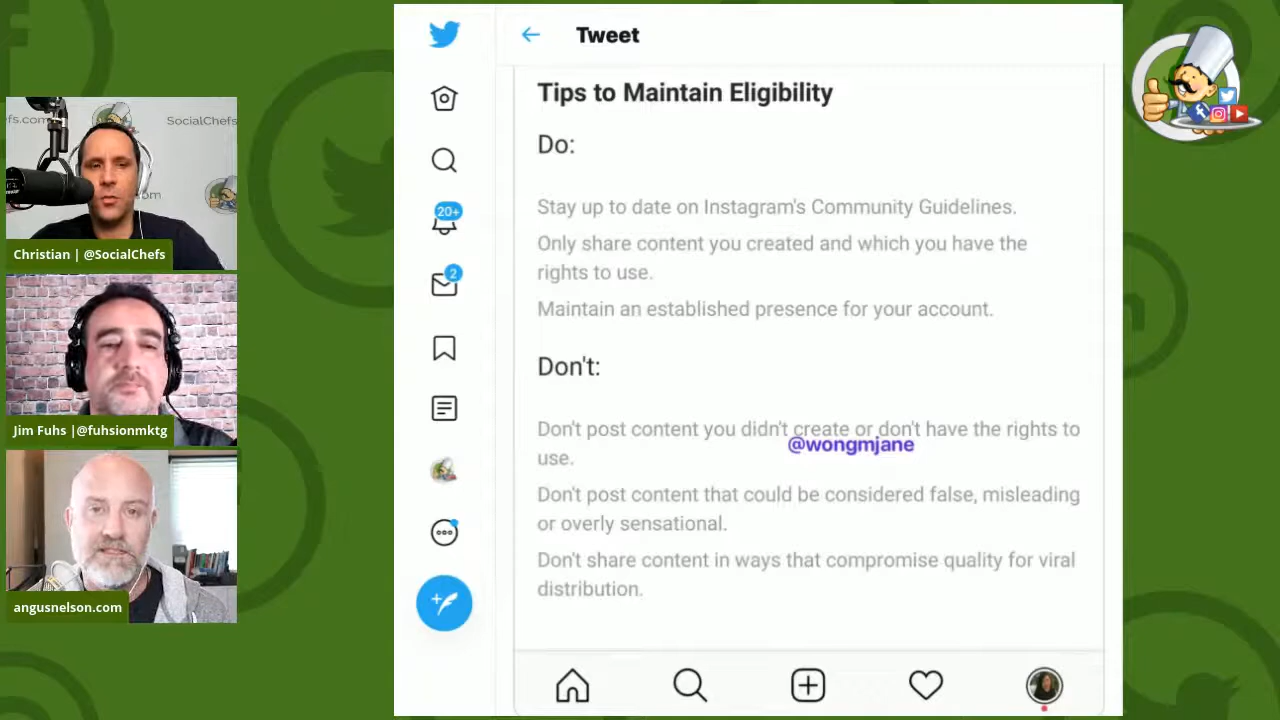 Tweet
Tips to Maintain Eligibility
Do:
Stay up to date on Instagram's Community Guidelines.
Only share content you created and which you have the
rights to use.
Maintain an established presence for your account.
Don't:
Don't post content you didn't create or don't have the rights to
use.
@wongmjane
Don't post content that could be considered false, misleading
or overly sensational.
Don't share content in ways that compromise quality for viral
distribution.
20+
2
fs.com
SocialChefs
om
Christian | @SocialChefs
Jim Fuhs |@fuhsionmktg
angusnelson.com